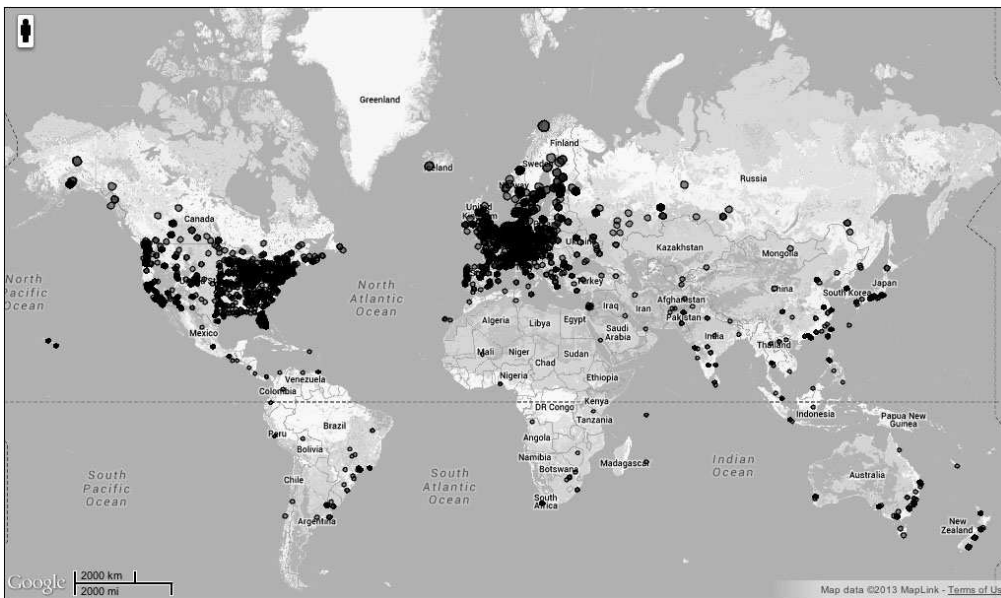 Greenland
Iceland
Finland
Sweden
Norway
Russia
Canada
United
Kingdom
Ukraine
Kazakhstan
Mongolia
North
Pacific
Ocean
North
Atlantic
Ocean
Turkey
Afghanistan
China
South Korea
Japan
Iraq
Iran
Pakistan
Algeria
Libya
Egypt
Saudi
Arabia
India
Thailand
Mexico
Mali
Niger
Chad
Sudan
Nigeria
Ethiopia
Venezuela
Colombia
DR Congo
Kenya
Tanzania
Indonesia
Papua New
Guinea
Peru
Brazil
Bolivia
Angola
Namibia
Botswana
Madagascar
South
Pacific
Ocean
Chile
South
Atlantic
Ocean
Indian
Ocean
Australia
South
Africa
Argentina
New
Zealand
Google
2000 km
2000 mi
Map data ©2013 MapLink - Terms of Us